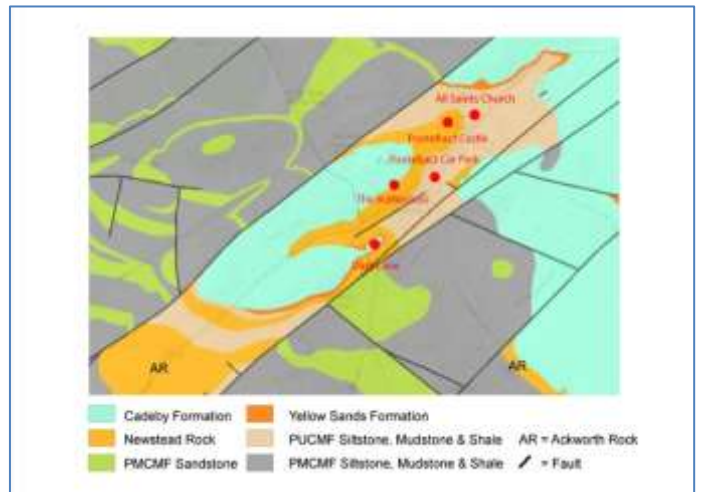 All Saints Church
Pontefract Castle
Pontefract Car Park
AR
AR
Cadeby Formation
Yellow Sands Formation
Newstead Rock
PUCMF Siltstone, Mudstone & Shale
AR = Ackworth Rock
PMCMF Sandstone
PMCMF Siltstone, Mudstone & Shale
= Fault